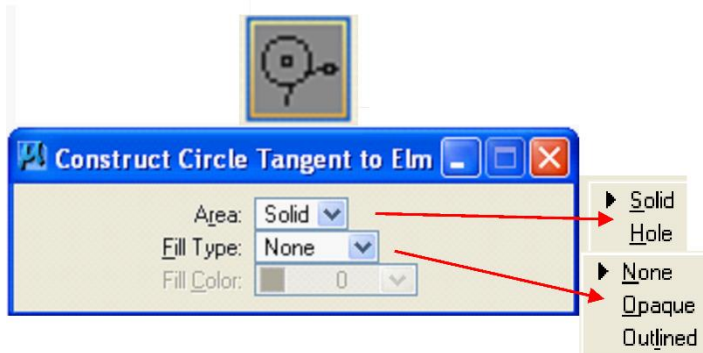 Construct Circle Tangent to Elm
Area: Solid
Fill Type: None
Fill Color: 0
Solid
Hole
None
Opaque
Outlined